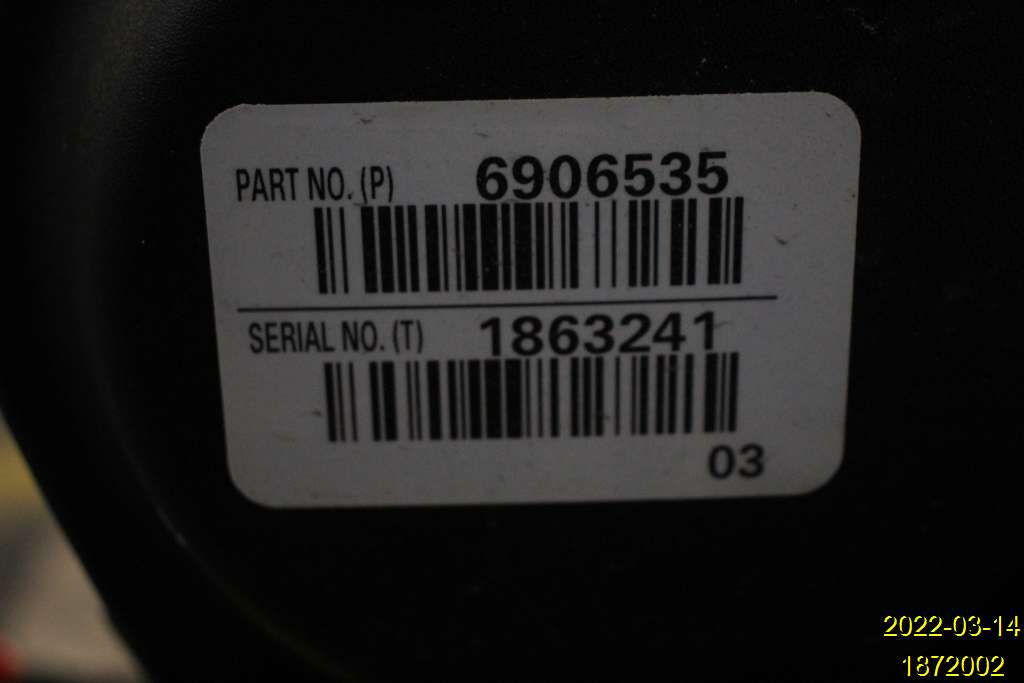 PART NO. (P) 6906535
SERIAL NO. (T) 1863241
03
2022-03-14
1872002